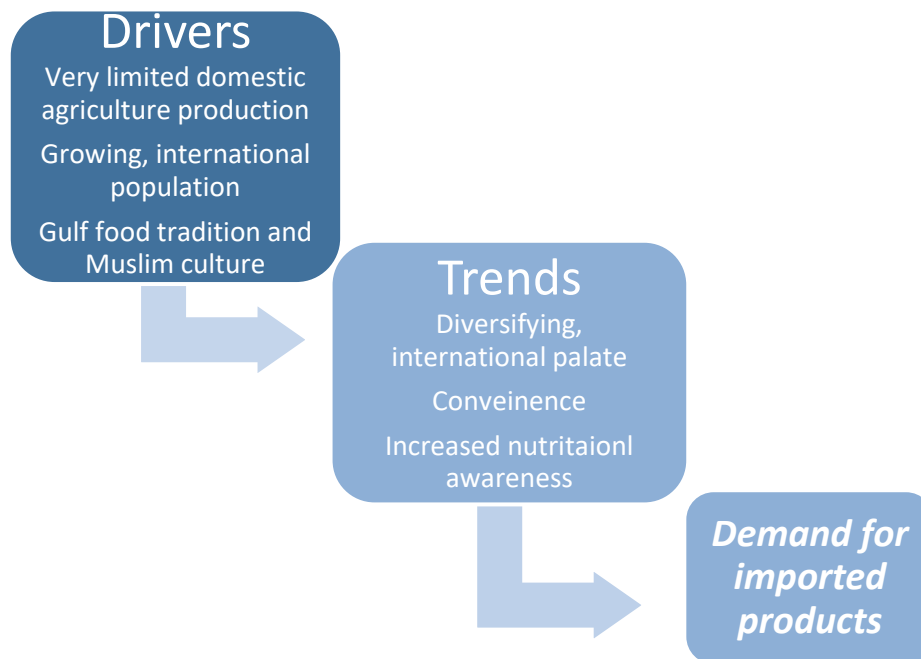 Drivers
Very limited domestic
agriculture production
Growing, international
population
Gulf food tradition and
Muslim culture
Trends
Diversifying,
international palate
Conveinence
Increased nutritaionl
awareness
Demand for
imported
products